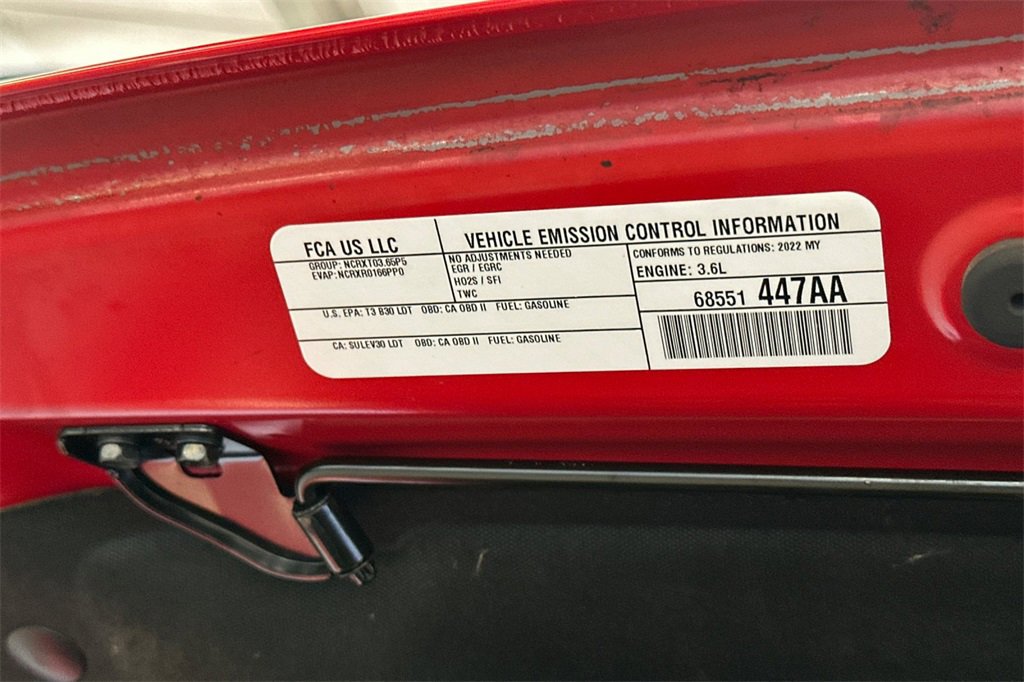 FCA US LLC
GROUP: NCRXT03.65P5
EVAP: NCRXR0166PP0
VEHICLE EMISSION CONTROL INFORMATION
NO ADJUSTMENTS NEEDED
EGR / EGRC
HO2S / SFI
TWC
CONFORMS TO REGULATIONS: 2022 MY
ENGINE: 3.6L
68551 447AA
U.S. EPA: T3 B30 LDT OBD: CA OBD II FUEL: GASOLINE
CA: SULEV30 LDT OBD: CA OBD II FUEL: GASOLINE